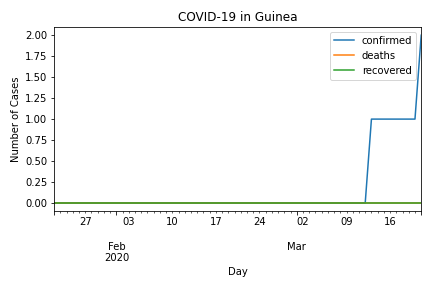 COVID-19 in Guinea
confirmed
deaths
recovered
Number of Cases
2.00
1.75
1.50
1.25
1.00
0.75
0.50
0.25
0.00
27 03 10 17 24 02 09 16
Feb Mar
2020
Day